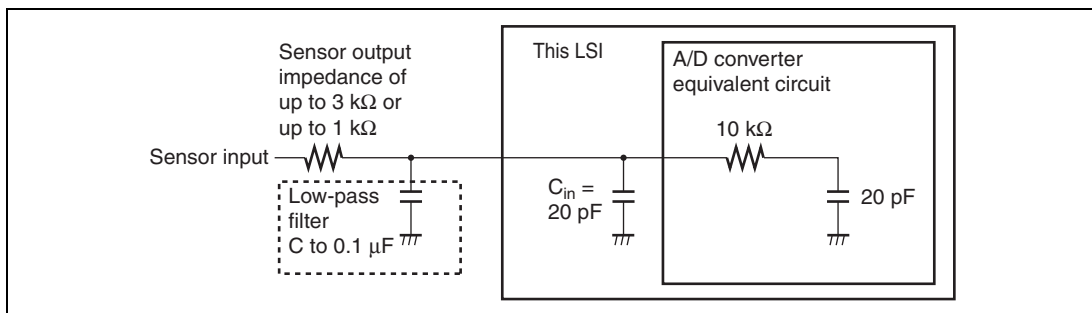 Sensor output
impedance of
up to 3 kΩ or
up to 1 kΩ
Sensor input
Low-pass
filter
C to 0.1 μF
This LSI
Cin =
20 pF
A/D converter
equivalent circuit
10 kΩ
20 pF